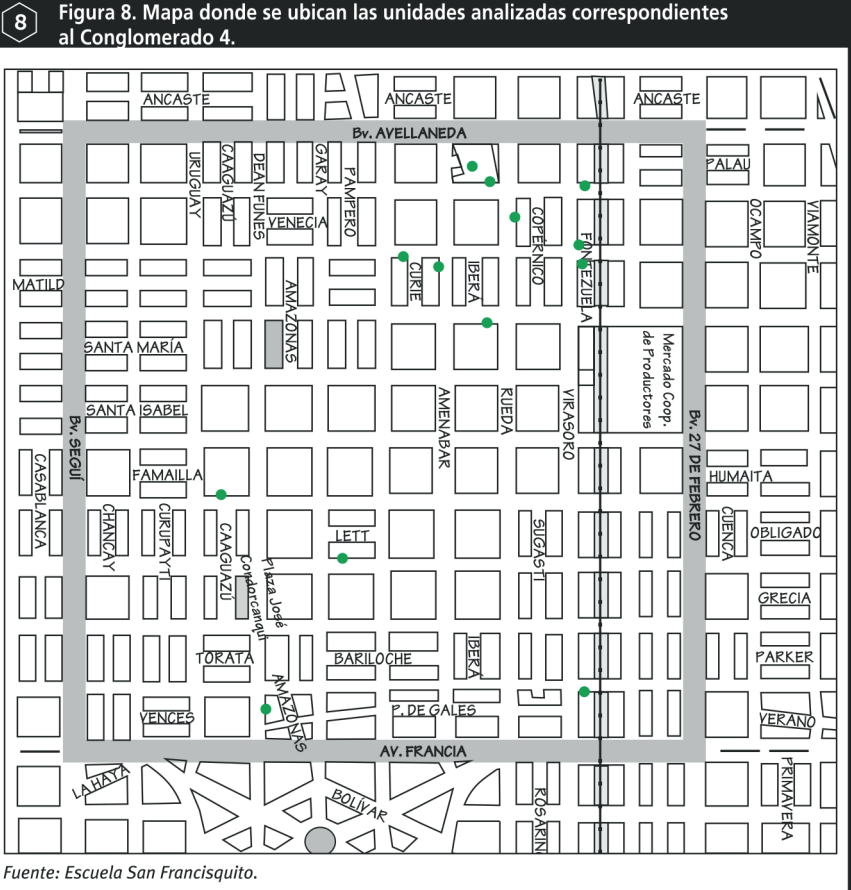 8
Figura 8. Mapa donde se ubican las unidades analizadas correspondientes
al Conglomerado 4.
ANCASTE
ANCASTE
ANCASTE
Bv. AVELLANEDA
URUGUAY
CAAGUAZÚ
DEAN FUNES
GARAY
PAMPERO
PALAU
VENECIA
COPÉRNICO
FONTEZUELA
OCAMPO
VIAMONTE
MATILD
AMAZONAS
CURIE
IBERA
SANTA MARÍA
Mercado Coop.
de Productores
SANTA ISABEL
AMENABAR
RUEDA
VIRASORO
Bv. SEGUÍ
Bv. 27 DE FEBRERO
CASABLANCA
FAMAILLA
HUMAITA
CHANCAY
CURUPAYTI
CAAGUAZÚ
LETT
SUGASTI
CUENCA
OBLIGADO
Plaza José
Condorcanqui
GRECIA
TORATA
BARILOCHE
IBERÁ
PARKER
VENCES
AMAZONAS
P. DE GALES
VERANO
AV. FRANCIA
LA HAYA
BOLÍVAR
ROSARIN
PRIMAVERA
Fuente: Escuela San Francisquito.